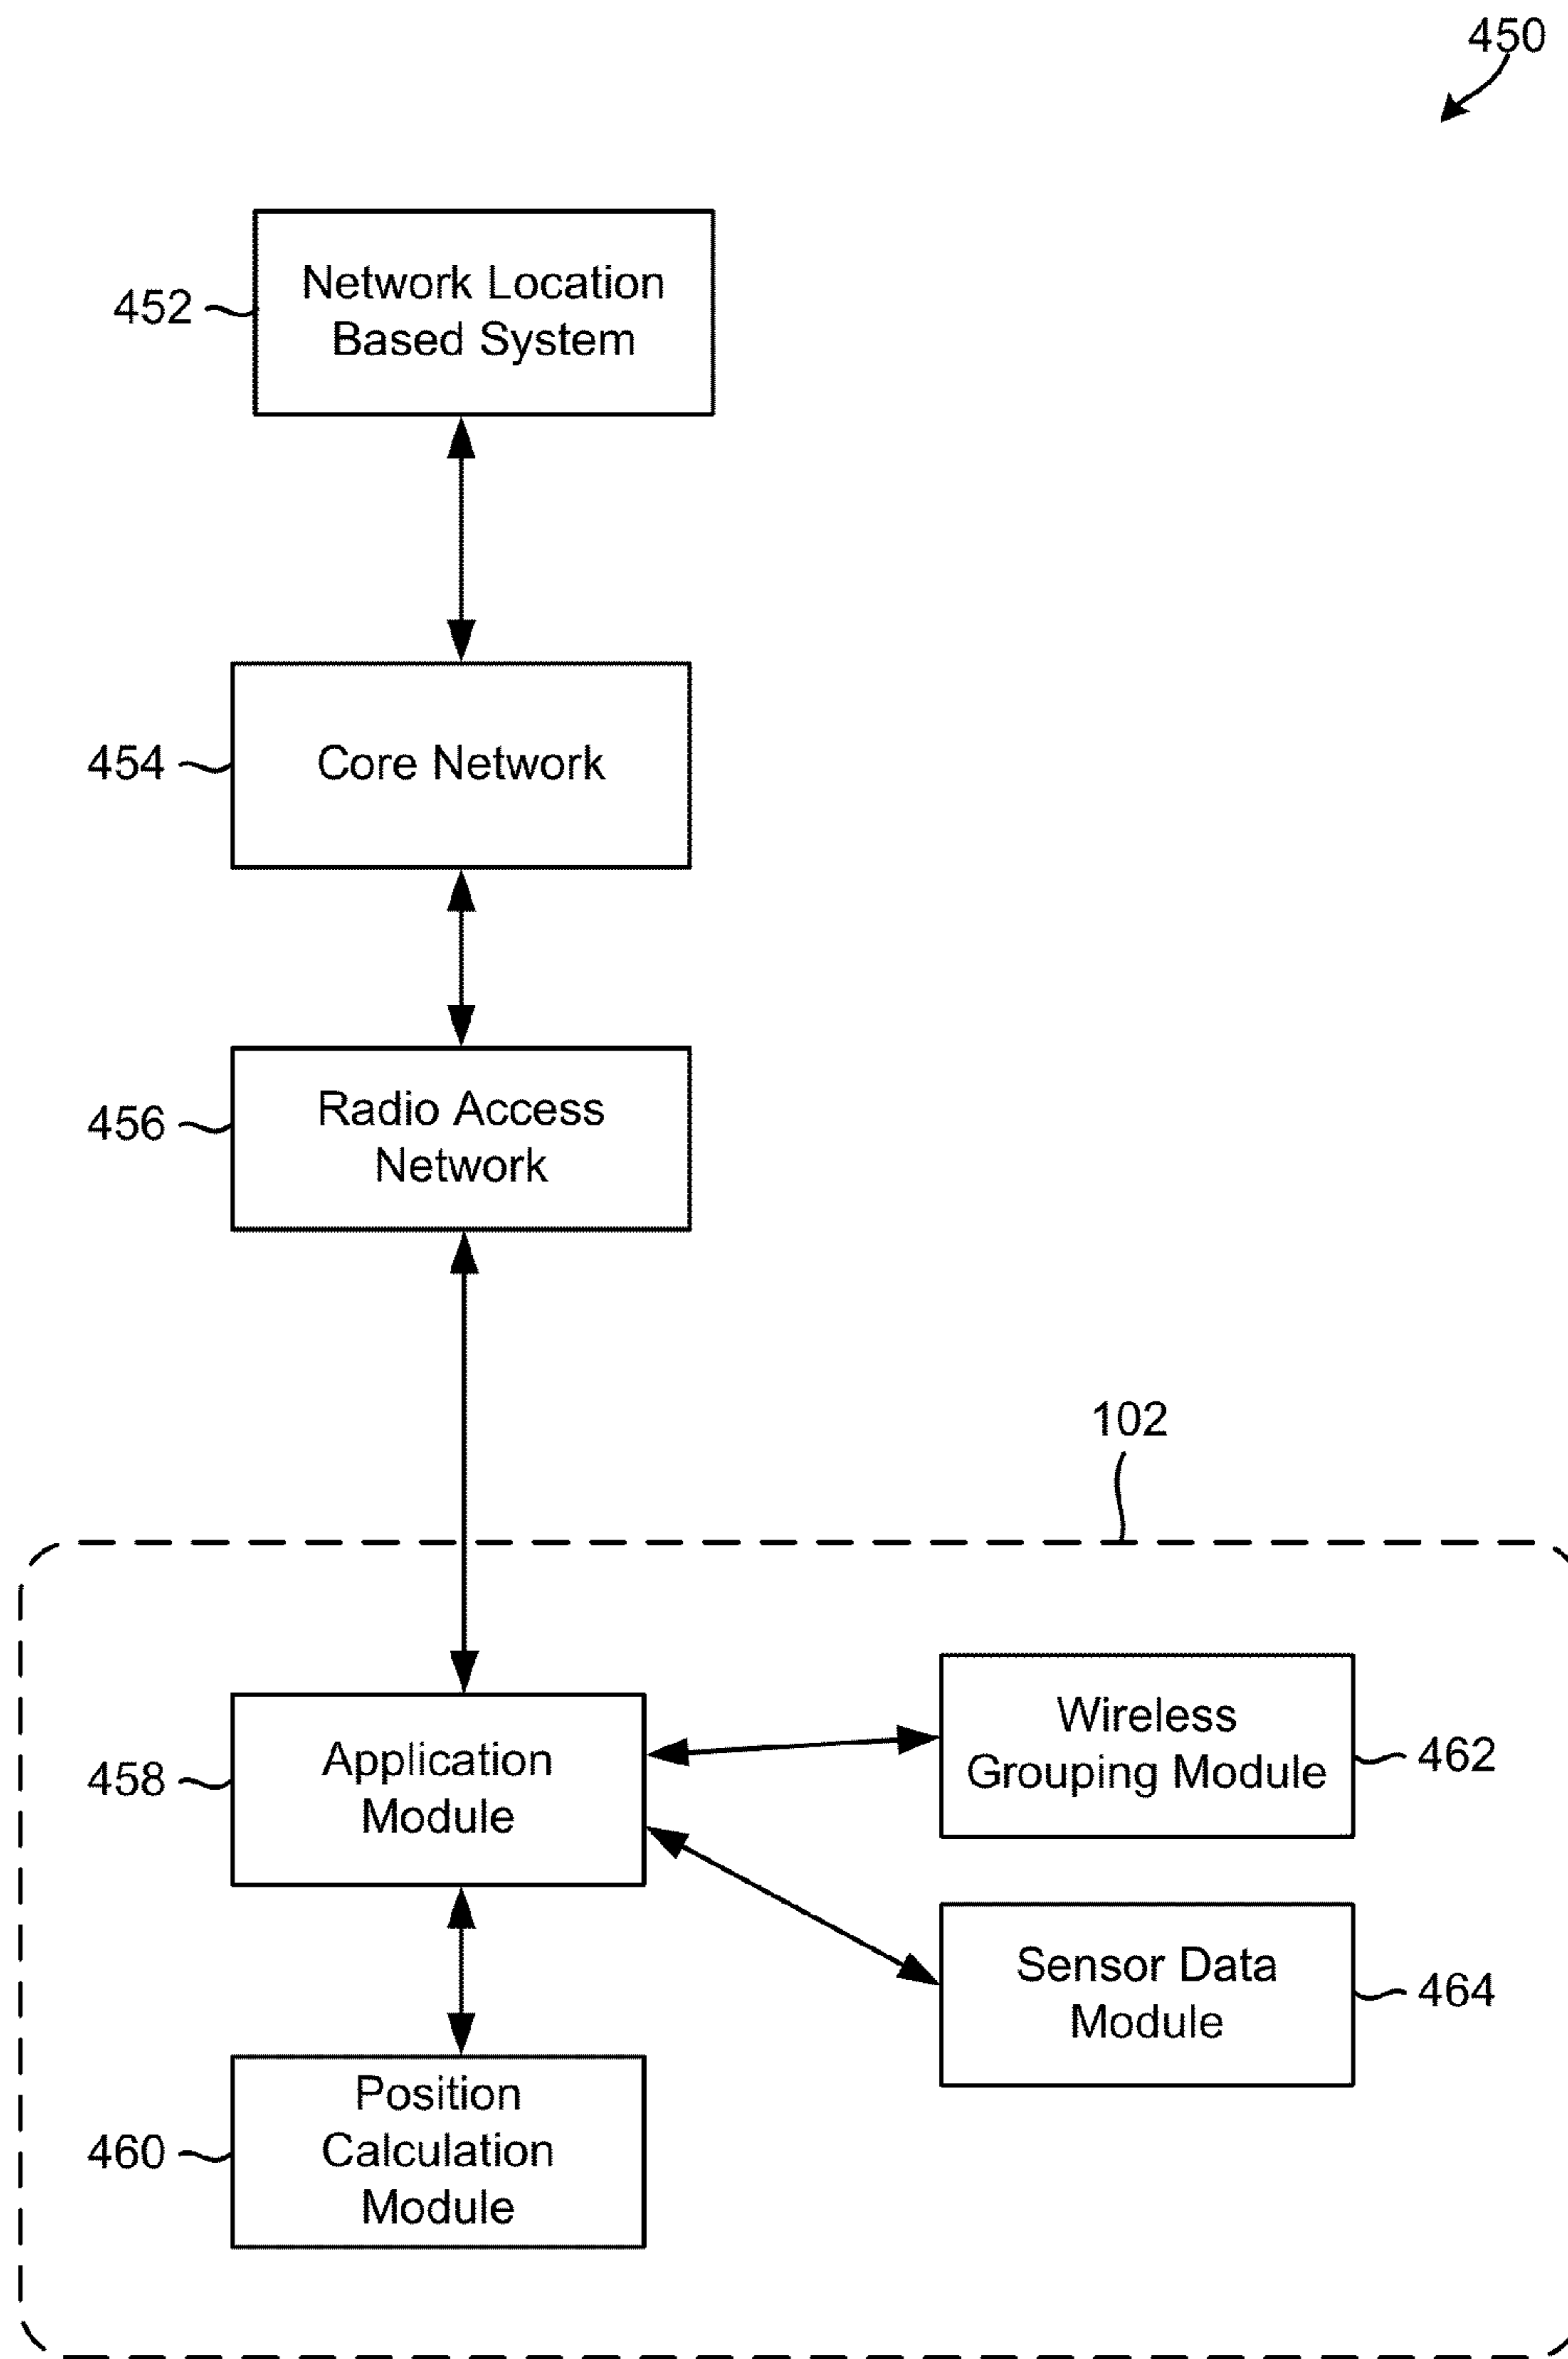 450
Network Location
Based System
452
Core Network
454
Radio Access
Network
456
102
Application
Module
458
Wireless
Grouping Module
462
Sensor Data
Module
464
Position
Calculation
Module
460